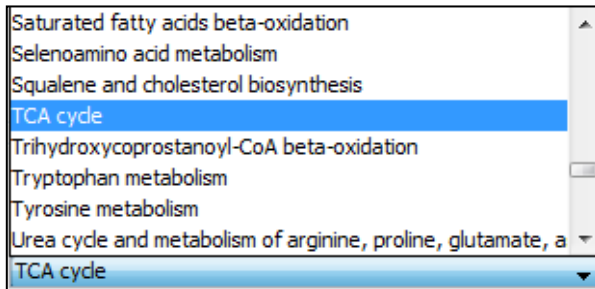 Saturated fatty acids beta-oxidation
Selenoamino acid metabolism
Squalene and cholesterol biosynthesis
TCA cycle
Trihydroxycoprostanoyl-CoA beta-oxidation
Tryptophan metabolism
Tyrosine metabolism
Urea cycle and metabolism of arginine, proline, glutamate, a
TCA cycle